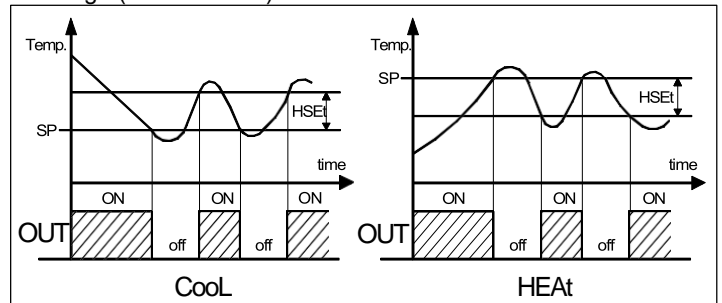 Temp.
HSEt
SP
time
ON
ON
ON
OUT
off
off
CooL
Temp.
SP
HSEt
time
ON
ON
ON
OUT
off
off
HEAt